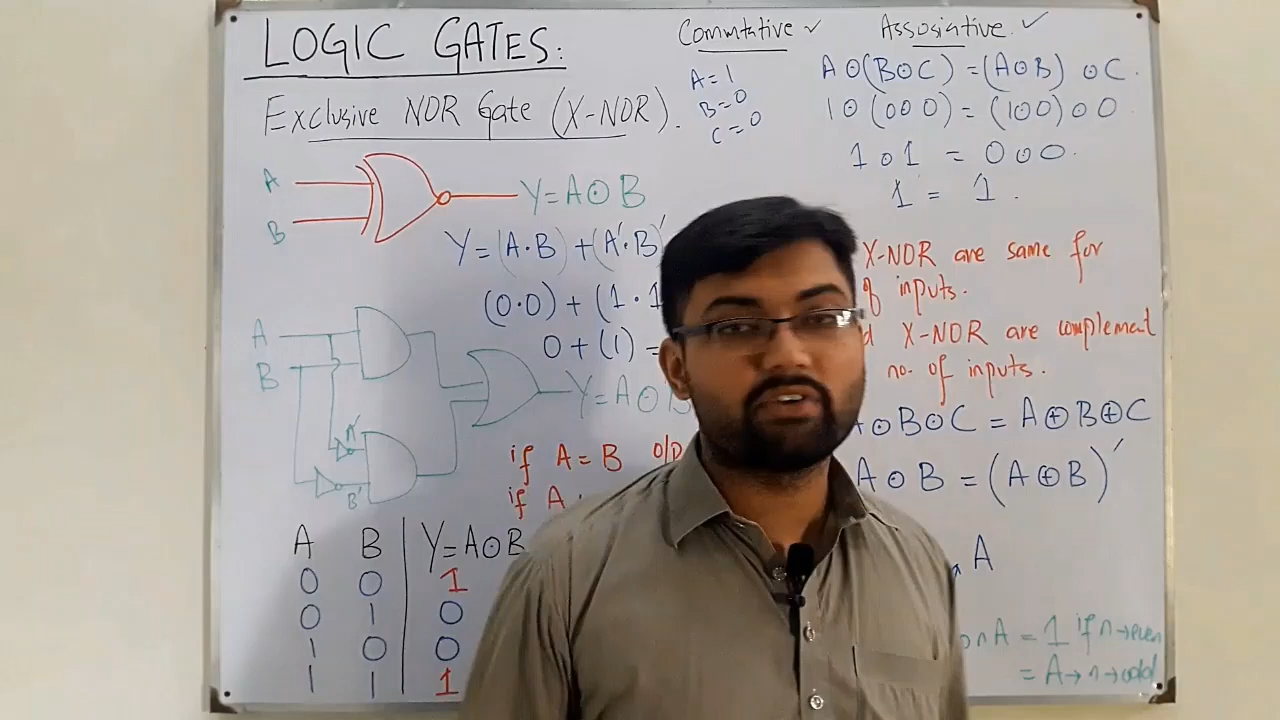 LOGIC GATES:
Exclusive NOR Gate (X-NOR).
A
B
Y=A⊙B
Y=(A·B)+(A'·B)'
(0·0)+(1·1
0+(1)=
A
B
A'
B'
Y=A⊙B
if A=B o/p
if A
A B Y=A⊙B
0 0 1
0 1 0
1 0 0
1 1 1
Commtative ✓
A=1
B=0
C=0
Assosiative. ✓
A⊙(B⊙C)=(A⊙B)⊙C.
1⊙(0⊙0)=(1⊙0)⊙0
1⊙1=0⊙0.
1=1.
X-NOR are same for
of inputs.
X-NOR are complement
no. of inputs.
A⊙B⊙C=A⊕B⊕C
A⊙B=(A⊕B)'
A
A=1 if n→even
=A→n→odd